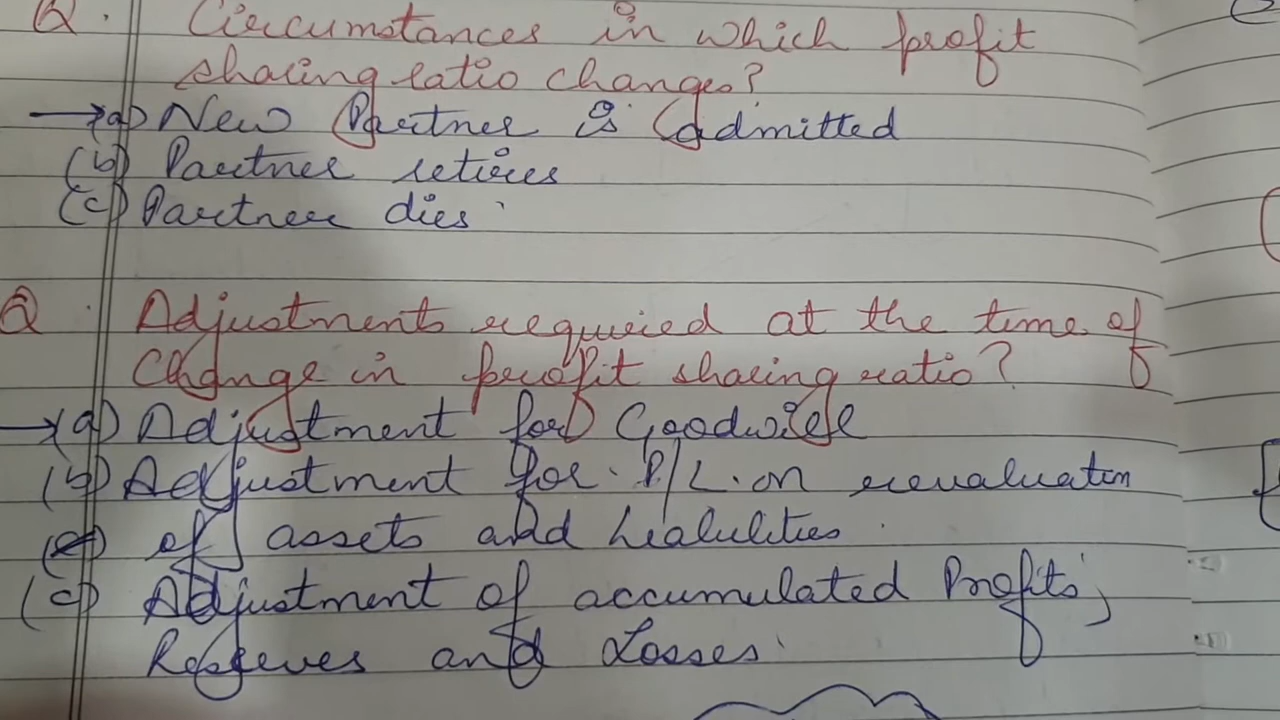 Q. Circumstances in which profit
sharing ratio changes?
→(a) New Partner is admitted
(b) Partner retires
(c) Partner dies
Q. Adjustments required at the time of
change in profit sharing ratio?
→(a) Adjustment for Goodwill
(b) Adjustment for P/L on revaluation
of assets and Liabilities
(c) Adjustment of accumulated Profits,
Reserves and Losses.